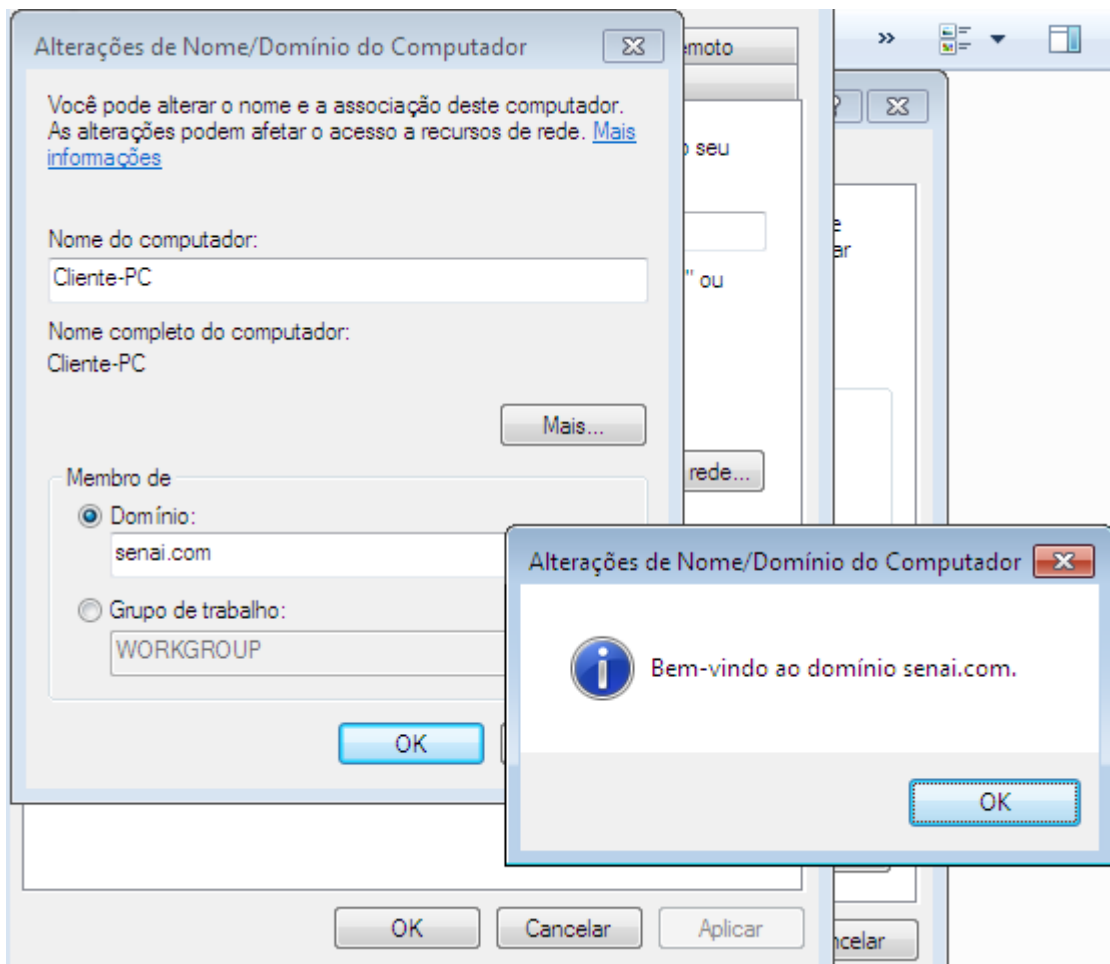 Alterações de Nome/Domínio do Computador
Você pode alterar o nome e a associação deste computador.
As alterações podem afetar o acesso a recursos de rede. Mais
informações
Nome do computador:
Cliente-PC
Nome completo do computador:
Cliente-PC
Mais...
Membro de
Domínio:
senai.com
Grupo de trabalho:
WORKGROUP
OK
Alterações de Nome/Domínio do Computador
Bem-vindo ao domínio senai.com.
OK
emoto
o seu
" ou
rede...
OK
Cancelar
Aplicar
?
e
ar
ncelar
»